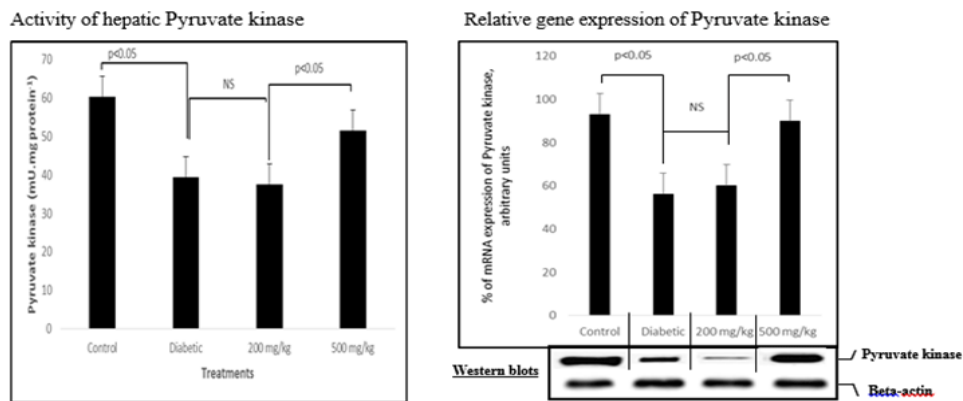 Activity of hepatic Pyruvate kinase
Pyruvate kinase (mU.mg protein⁻¹)
70
60
50
40
30
20
10
0
p<0.05
NS
p<0.05
Control Diabetic 200 mg/kg 500 mg/kg
Treatments
Relative gene expression of Pyruvate kinase
% of mRNA expression of Pyruvate kinase,
arbitrary units
120
100
80
60
40
20
0
p<0.05
NS
p<0.05
Control Diabetic 200 mg/kg 500 mg/kg
Western blots
Pyruvate kinase
Beta-actin